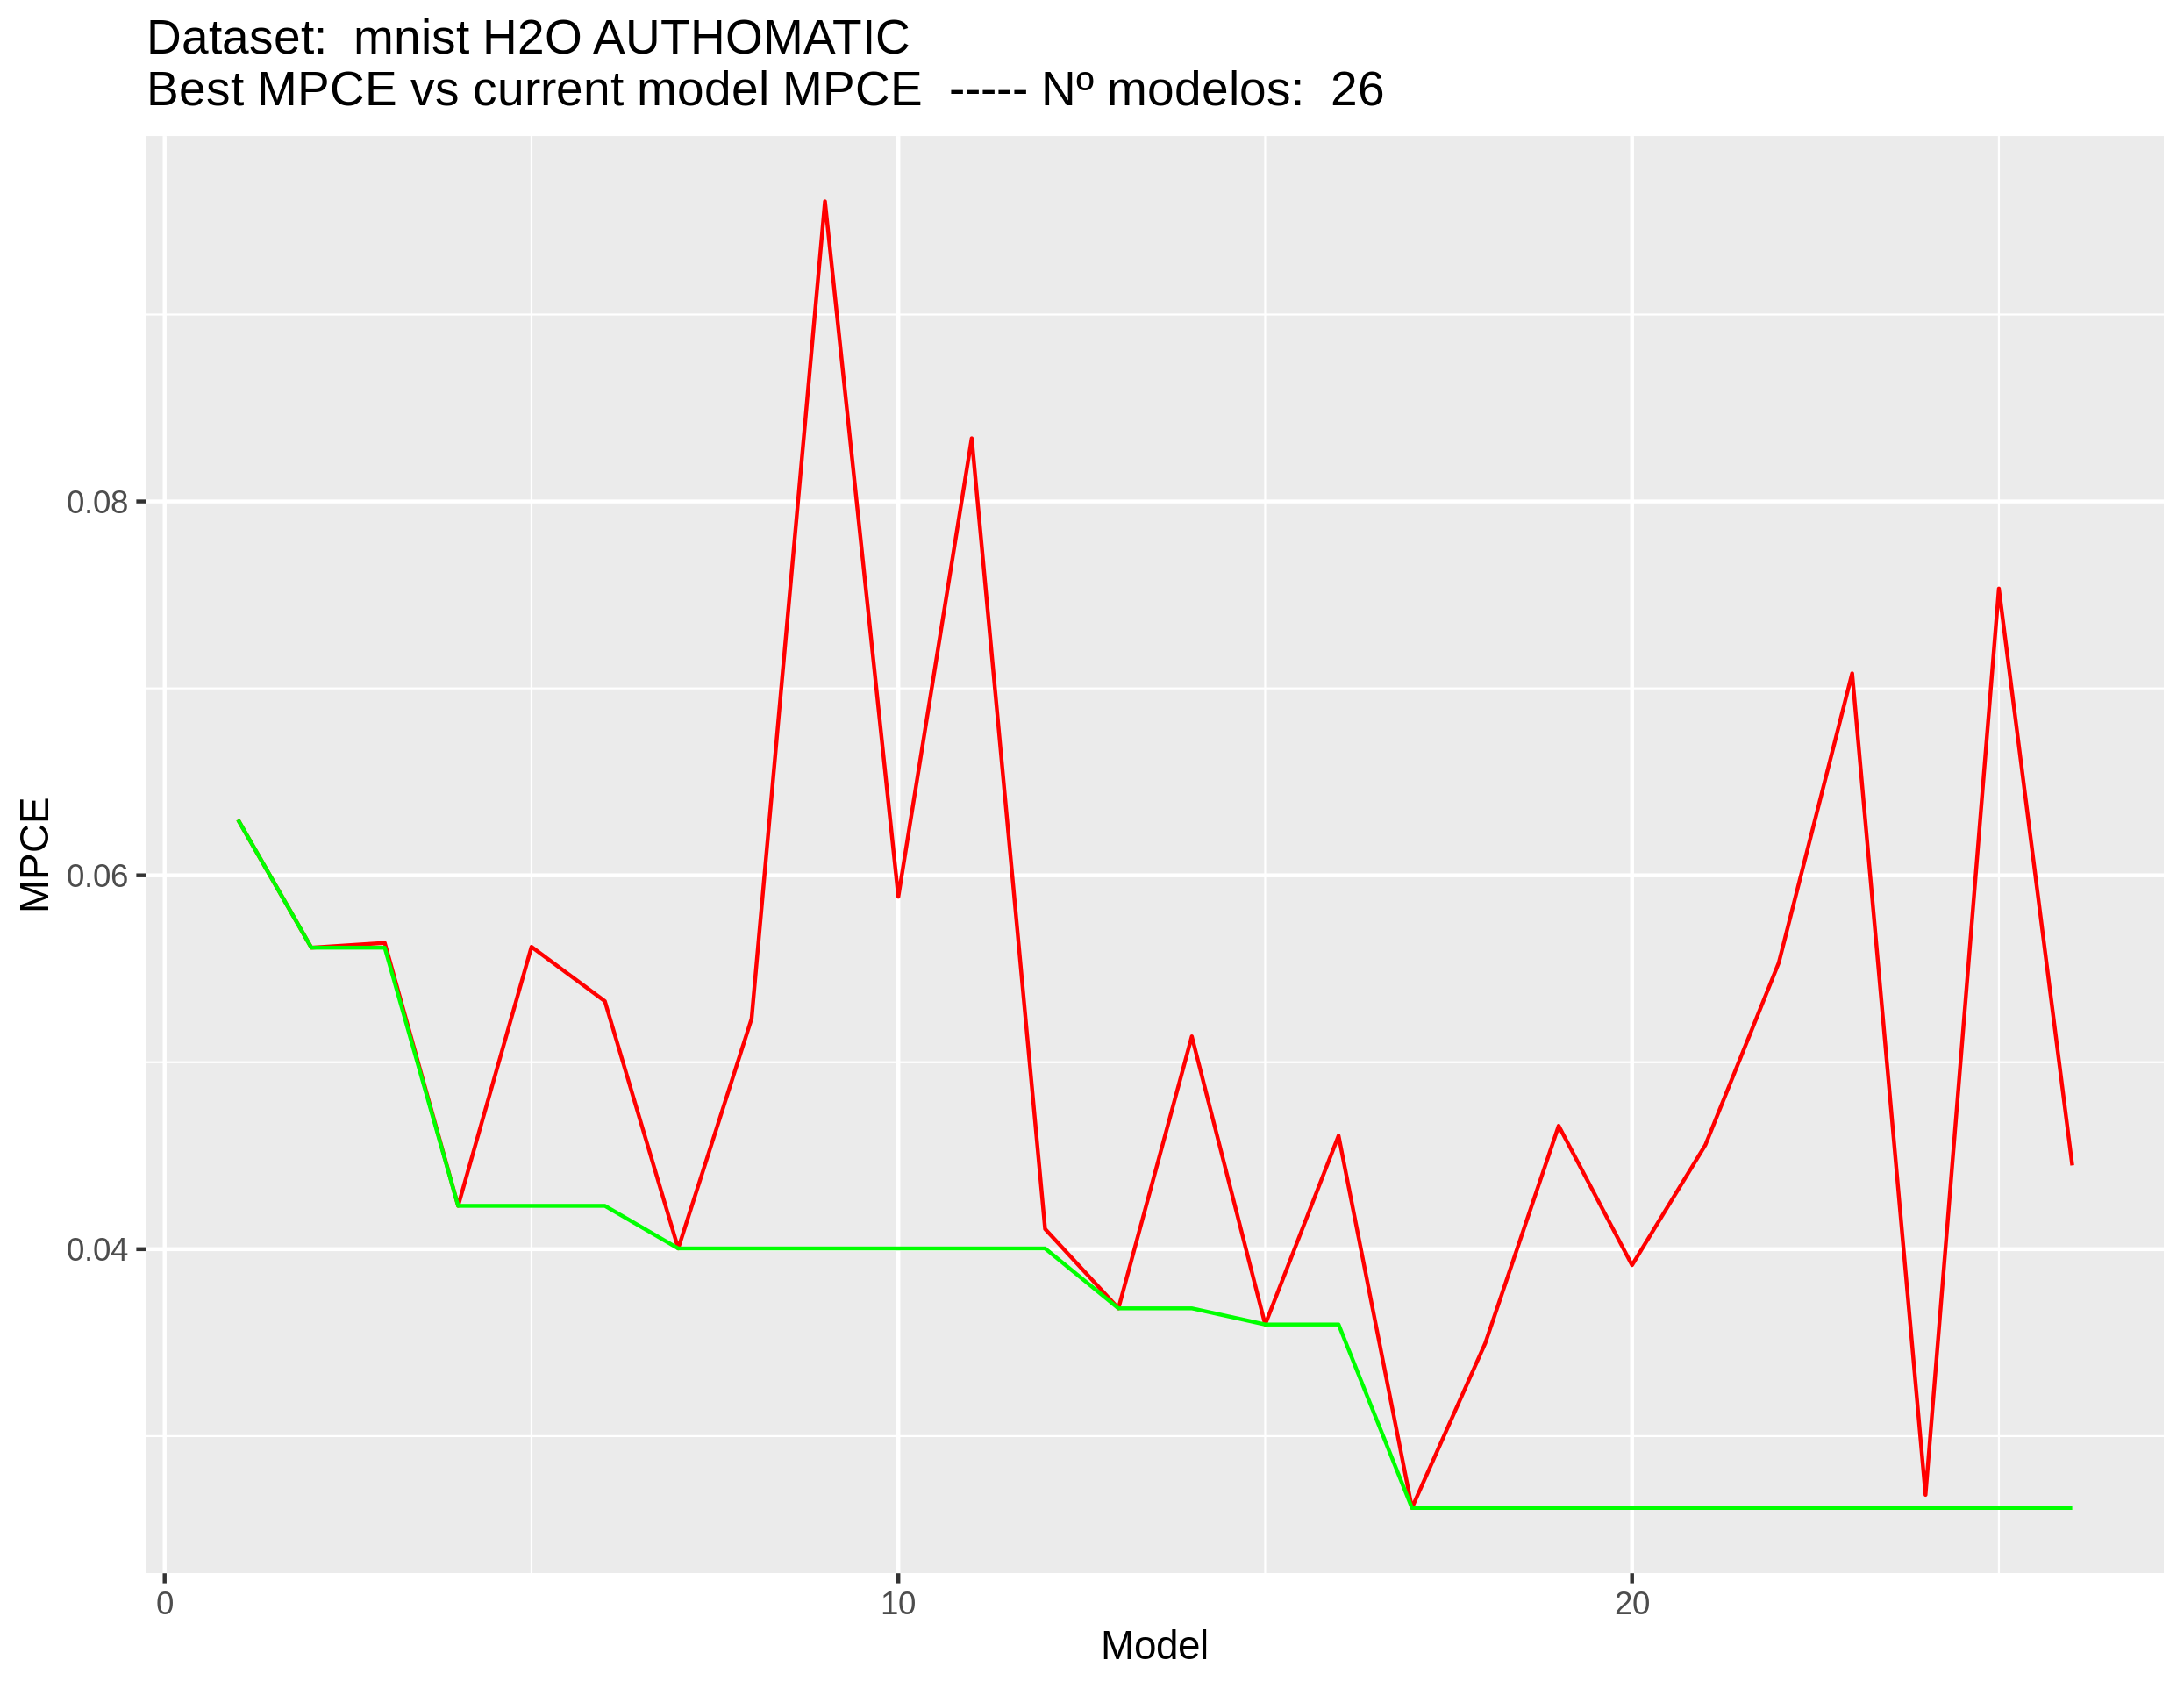 Dataset:  mnist H2O AUTHOMATIC
Best MPCE vs current model MPCE  ----- Nº modelos:  26
MPCE
0.08
0.06
0.04
0
10
20
Model